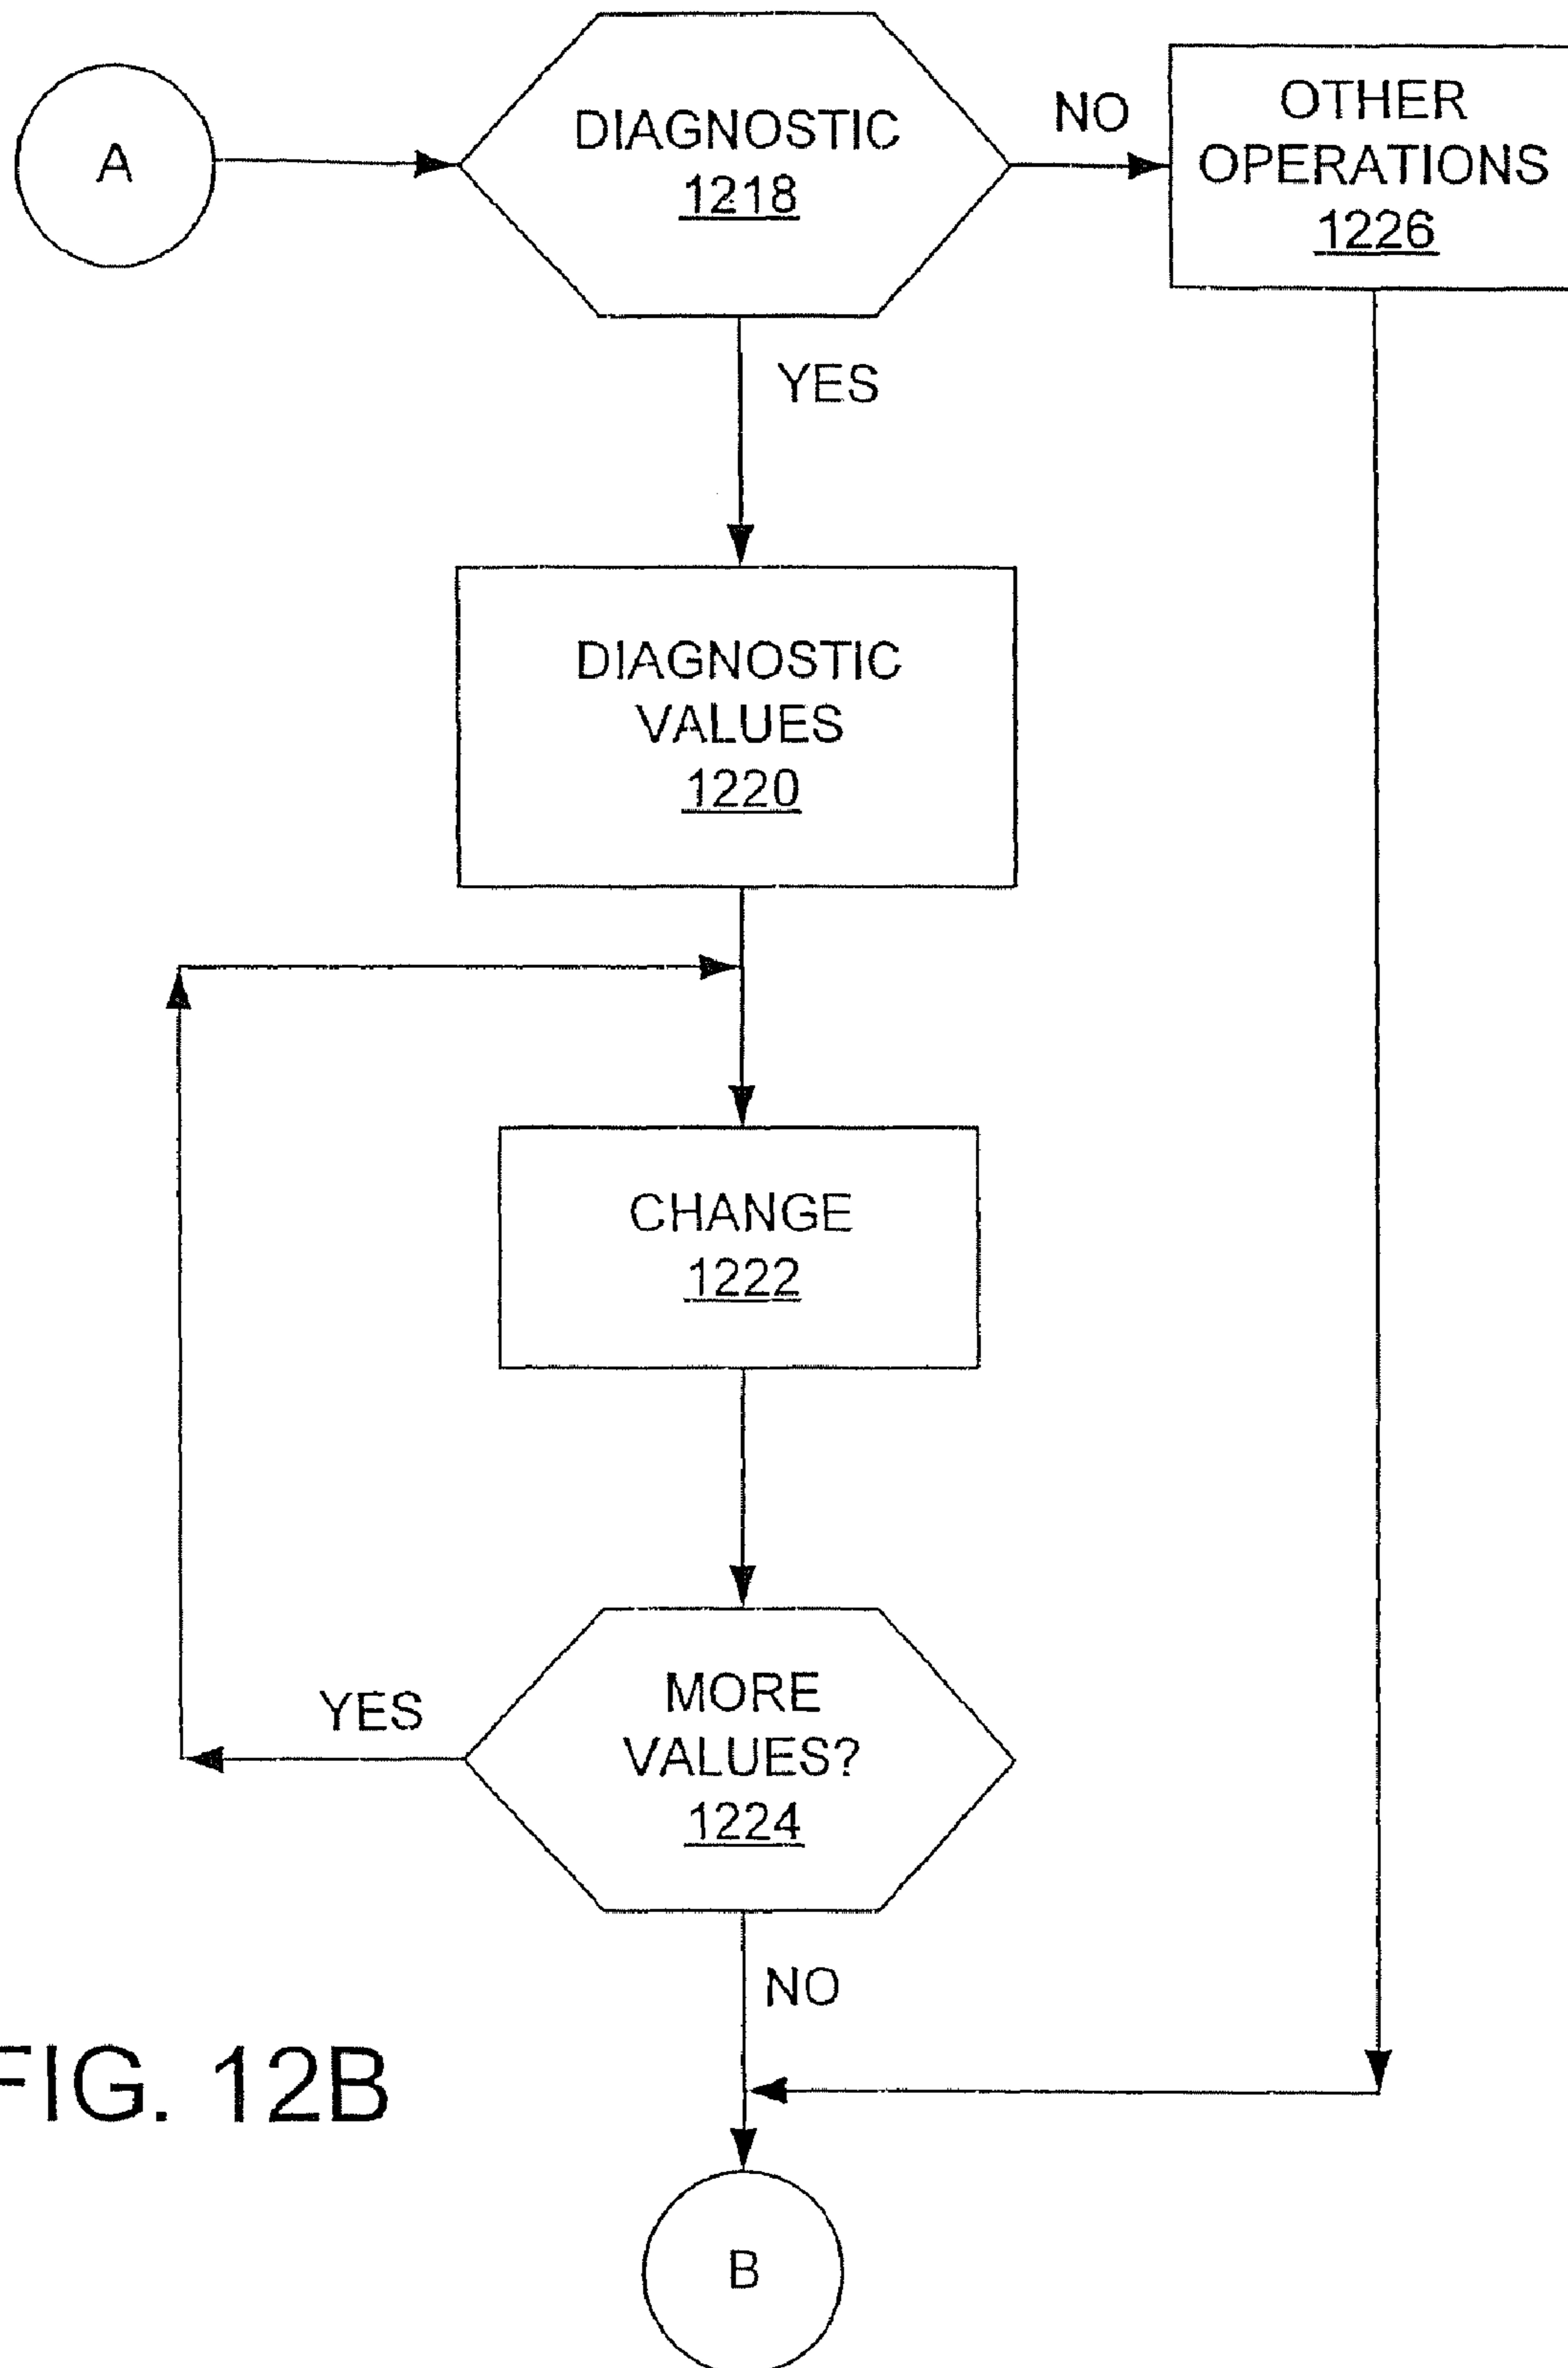 A
DIAGNOSTIC
1218
NO
OTHER
OPERATIONS
1226
YES
DIAGNOSTIC
VALUES
1220
CHANGE
1222
YES
MORE
VALUES?
1224
NO
FIG. 12B
B